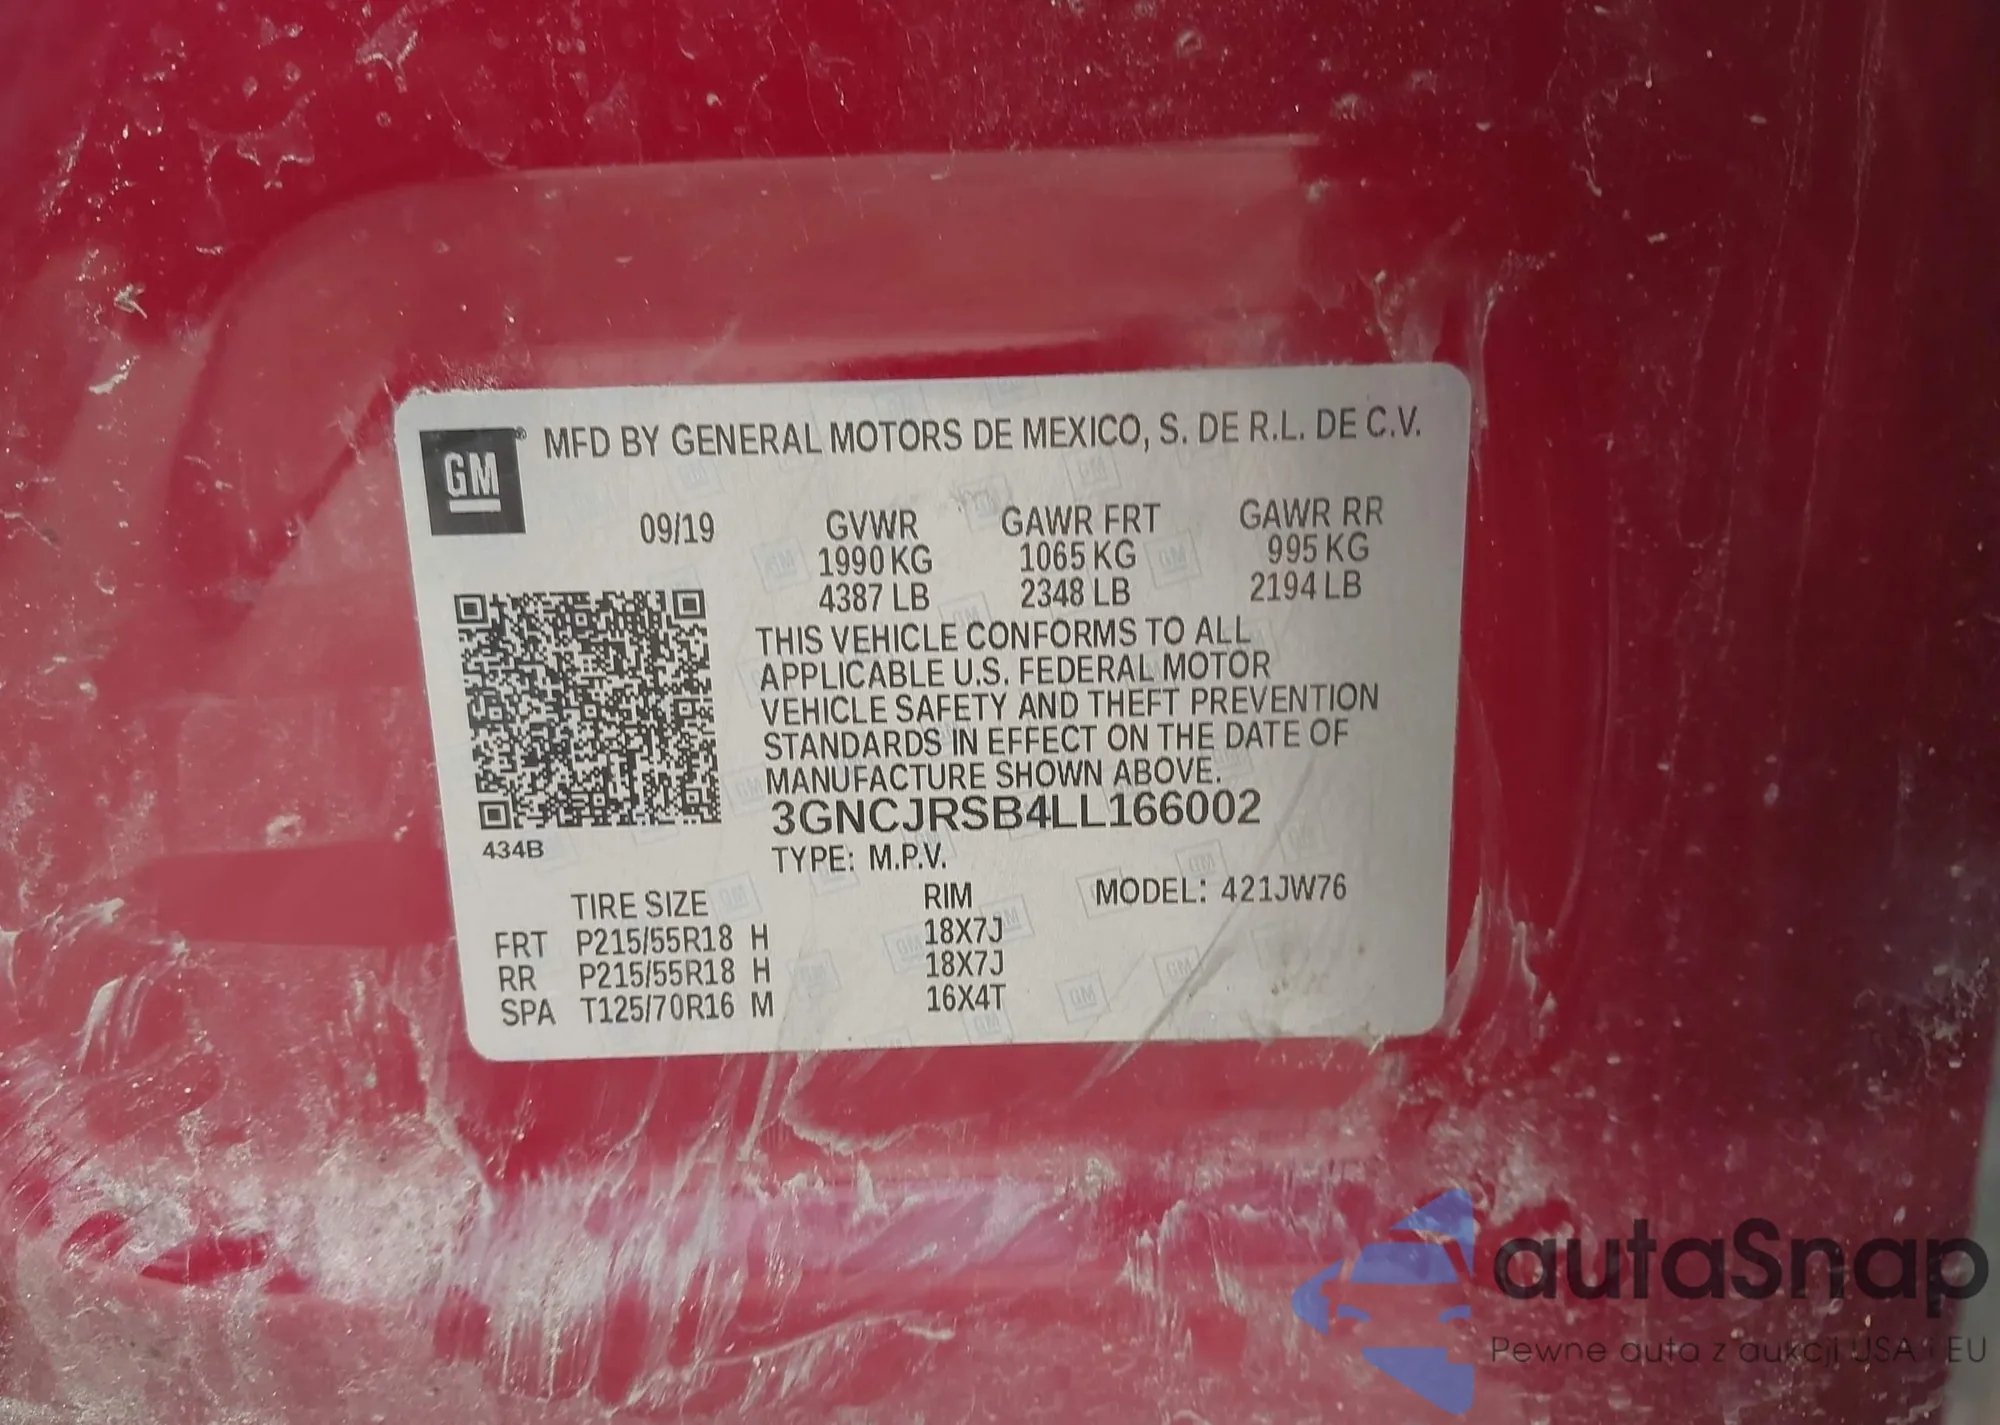 GM® MFD BY GENERAL MOTORS DE MEXICO, S. DE R.L. DE C.V.
09/19 GVWR GAWR FRT GAWR RR
1990 KG 1065 KG 995 KG
4387 LB 2348 LB 2194 LB
THIS VEHICLE CONFORMS TO ALL
APPLICABLE U.S. FEDERAL MOTOR
VEHICLE SAFETY AND THEFT PREVENTION
STANDARDS IN EFFECT ON THE DATE OF
MANUFACTURE SHOWN ABOVE.
3GNCJRSB4LL166002
434B
TYPE: M.P.V.
TIRE SIZE RIM MODEL: 421JW76
FRT P215/55R18 H 18X7J
RR P215/55R18 H 18X7J
SPA T125/70R16 M 16X4T
autaSnap
Pewne auta z aukcji USA i EU